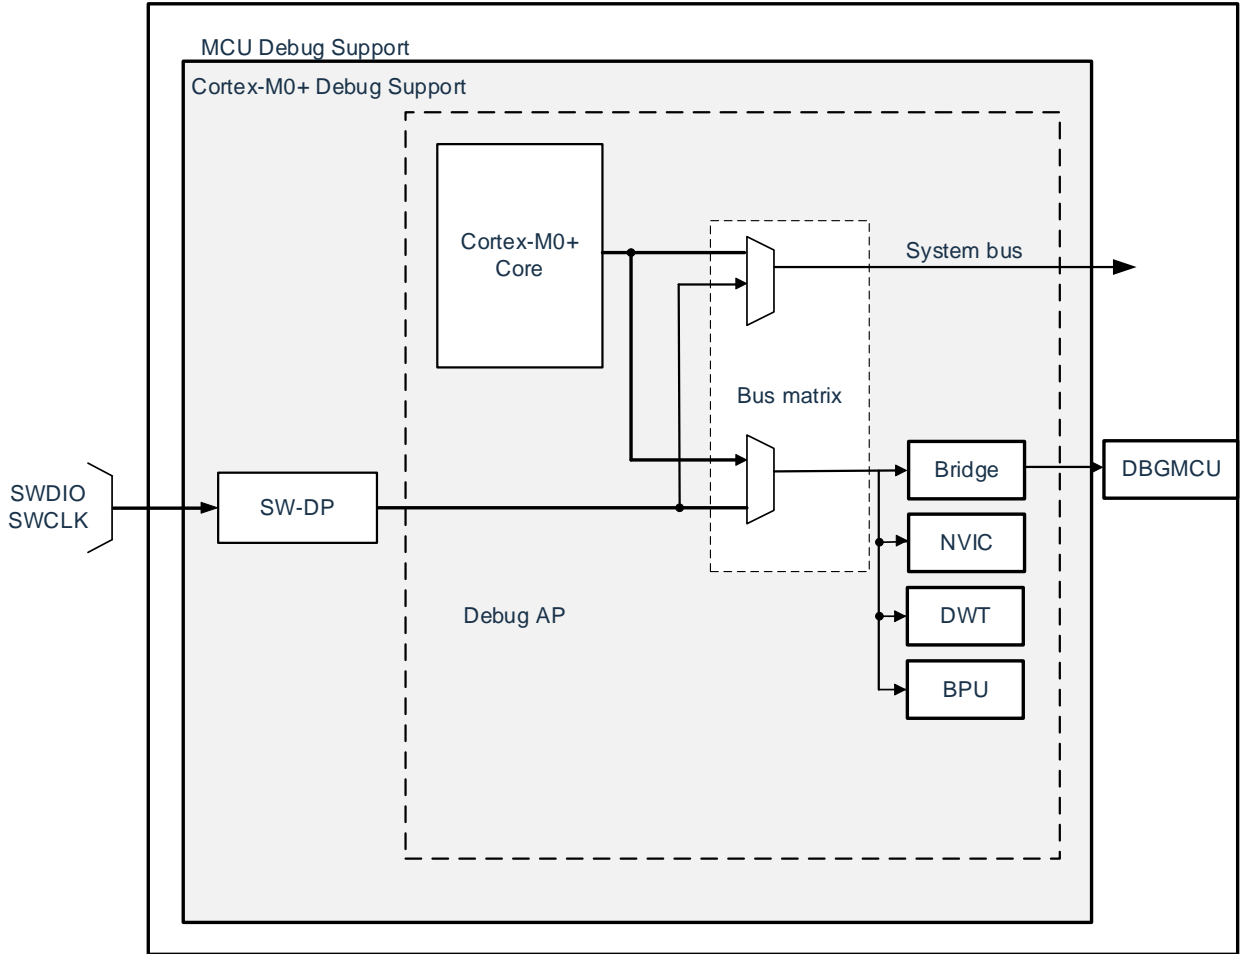 MCU Debug Support
Cortex-M0+ Debug Support
Cortex-M0+
Core
System bus
Bus matrix
SWDIO
SWCLK
SW-DP
Bridge
DBGMCU
NVIC
Debug AP
DWT
BPU